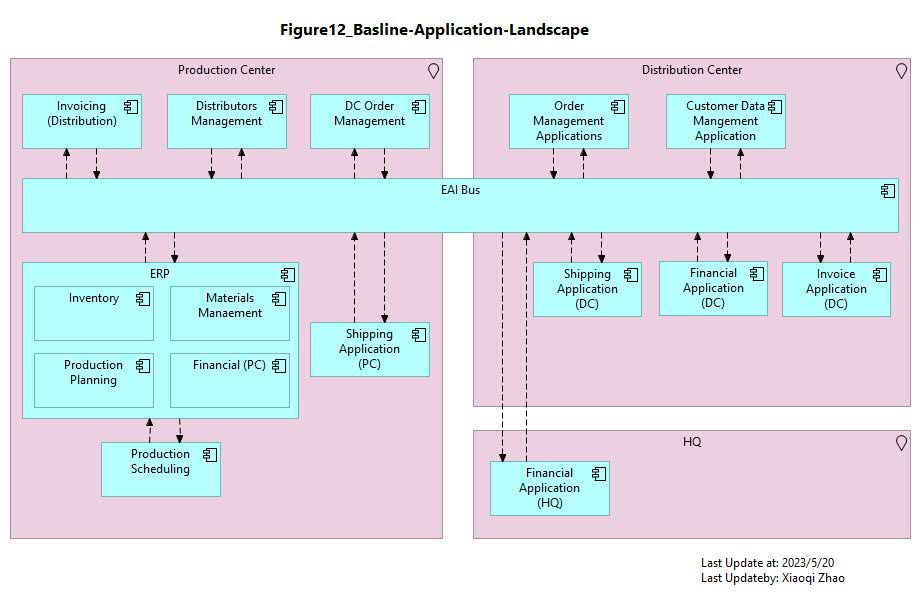 Figure12_Basline-Application-Landscape
Production Center
Distribution Center
Invoicing
(Distribution)
Distributors
Management
DC Order
Management
Order
Management
Applications
Customer Data
Mangement
Application
EAI Bus
ERP
Inventory
Materials
Manaement
Production
Planning
Financial (PC)
Shipping
Application
(PC)
Production
Scheduling
Shipping
Application
(DC)
Financial
Application
(DC)
Invoice
Application
(DC)
HQ
Financial
Application
(HQ)
Last Update at: 2023/5/20
Last Updateby: Xiaoqi Zhao